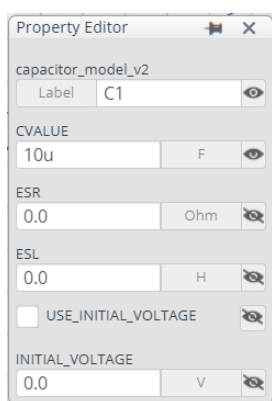 Property Editor
capacitor_model_v2
Label C1
CVALUE
10u F
ESR
0.0 Ohm
ESL
0.0 H
USE_INITIAL_VOLTAGE
INITIAL_VOLTAGE
0.0 V